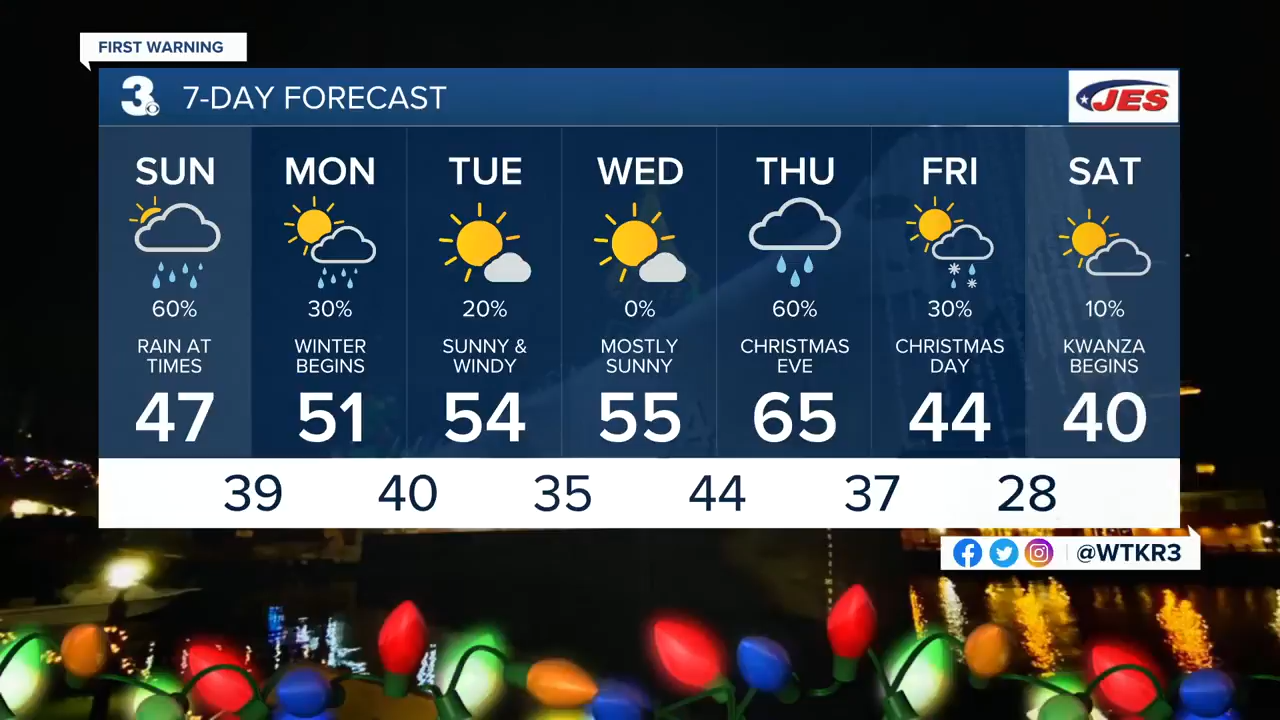 FIRST WARNING
3 7-DAY FORECAST
JES
SUN MON TUE WED THU FRI SAT
60% 30% 20% 0% 60% 30% 10%
RAIN AT WINTER SUNNY & MOSTLY CHRISTMAS CHRISTMAS KWANZA
TIMES BEGINS WINDY SUNNY EVE DAY BEGINS
47 51 54 55 65 44 40
39 40 35 44 37 28
@WTKR3